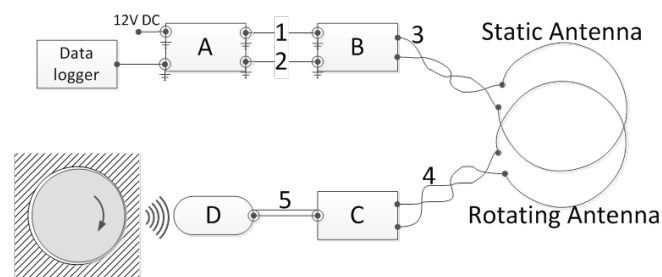 12V DC
Data
logger
A
1
2
B
3
Static Antenna
4
Rotating Antenna
D
5
C